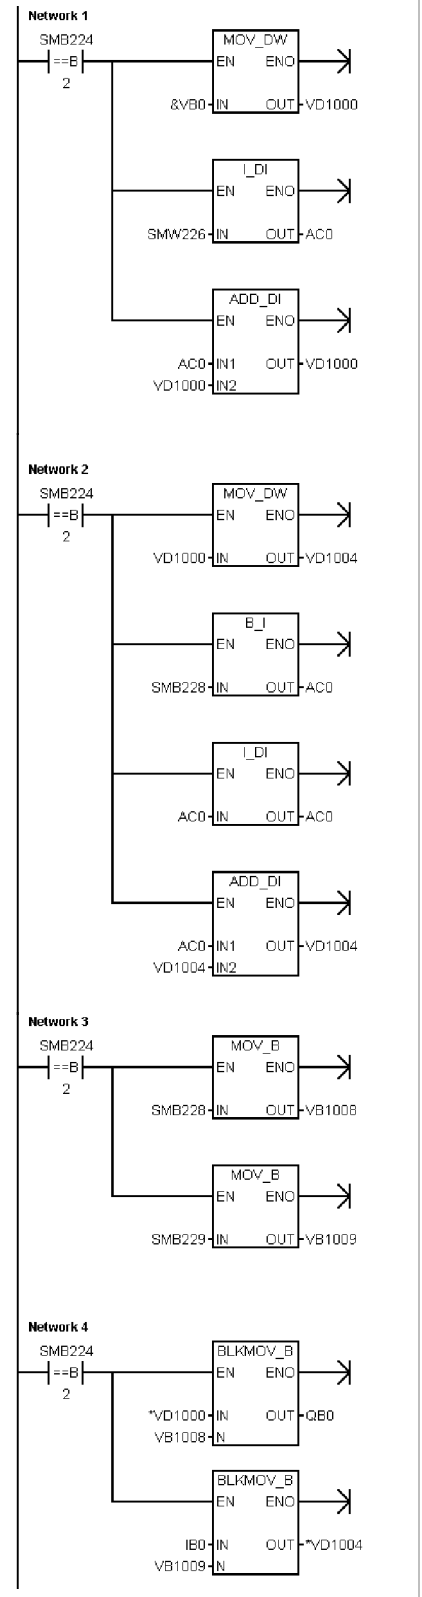 Network 1
SMB224
==B
2
MOV_DW
EN ENO
&VB0 IN OUT VD1000
I_DI
EN ENO
SMW226 IN OUT AC0
ADD_DI
EN ENO
AC0 IN1 OUT VD1000
VD1000 IN2
Network 2
SMB224
==B
2
MOV_DW
EN ENO
VD1000 IN OUT VD1004
B_I
EN ENO
SMB228 IN OUT AC0
I_DI
EN ENO
AC0 IN OUT AC0
ADD_DI
EN ENO
AC0 IN1 OUT VD1004
VD1004 IN2
Network 3
SMB224
==B
2
MOV_B
EN ENO
SMB228 IN OUT VB1008
MOV_B
EN ENO
SMB229 IN OUT VB1009
Network 4
SMB224
==B
2
BLKMOV_B
EN ENO
*VD1000 IN OUT QB0
VB1008 N
BLKMOV_B
EN ENO
IB0 IN OUT *VD1004
VB1009 N